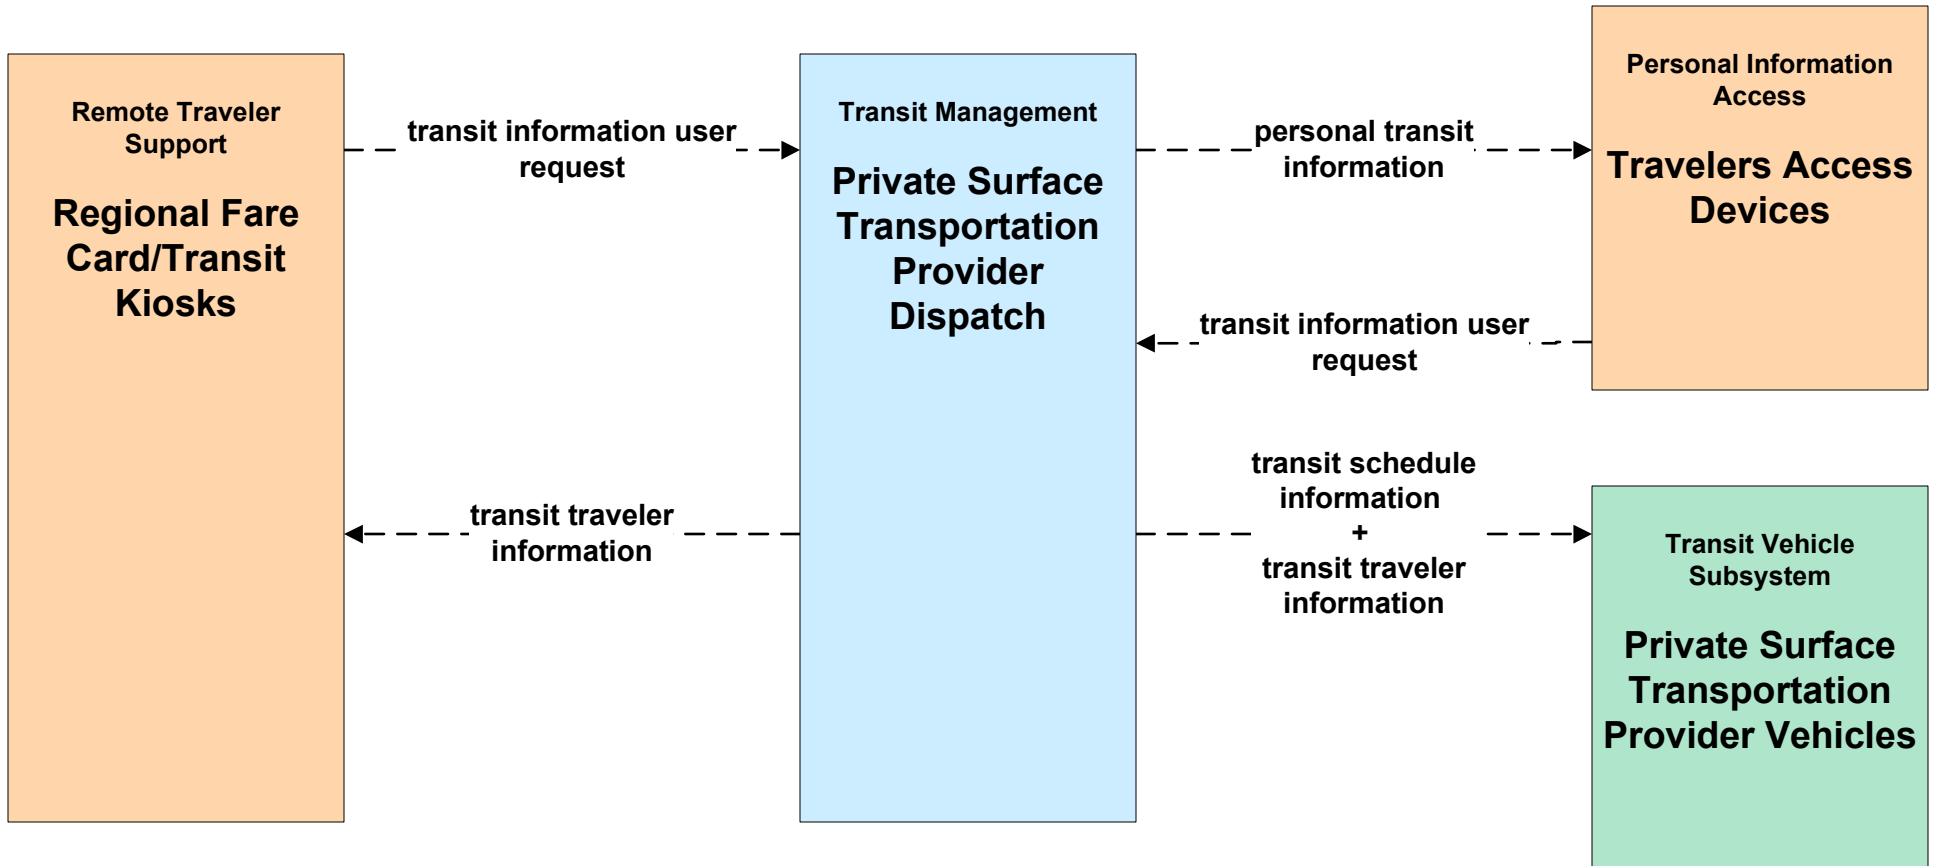 Remote Traveler
Support
Regional Fare
Card/Transit
Kiosks
transit information user
request
transit traveler
information
Transit Management
Private Surface
Transportation
Provider
Dispatch
personal transit
information
transit information user
request
transit schedule
information
+
transit traveler
information
Personal Information
Access
Travelers Access
Devices
Transit Vehicle
Subsystem
Private Surface
Transportation
Provider Vehicles